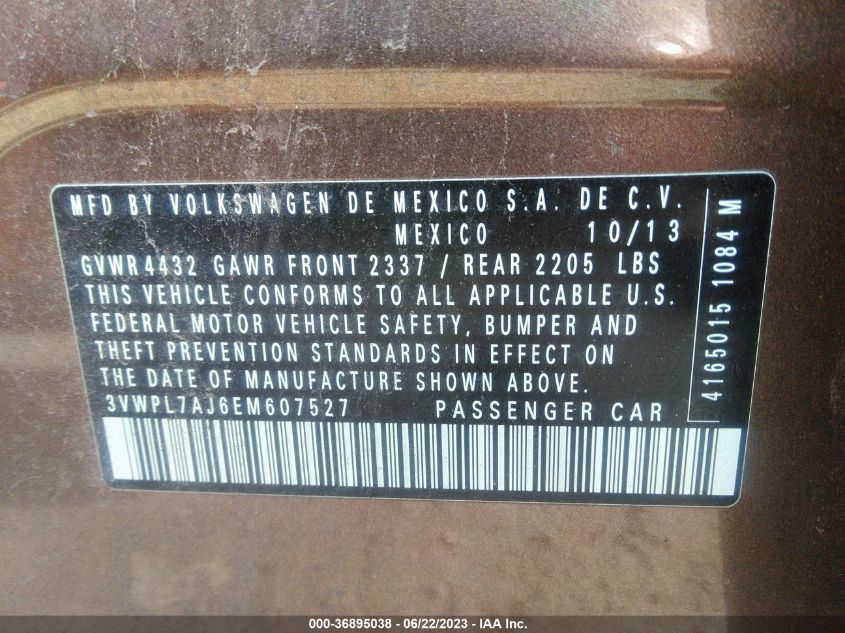 MFD BY VOLKSWAGEN DE MEXICO S.A. DE C.V.
MEXICO 10/13
GVWR4432 GAWR FRONT 2337 / REAR 2205 LBS
THIS VEHICLE CONFORMS TO ALL APPLICABLE U.S.
FEDERAL MOTOR VEHICLE SAFETY, BUMPER AND
THEFT PREVENTION STANDARDS IN EFFECT ON
THE DATE OF MANUFACTURE SHOWN ABOVE.
3VWPL7AJ6EM607527 PASSENGER CAR
4165015 1084 M
000-36895038 - 06/22/2023 - IAA Inc.